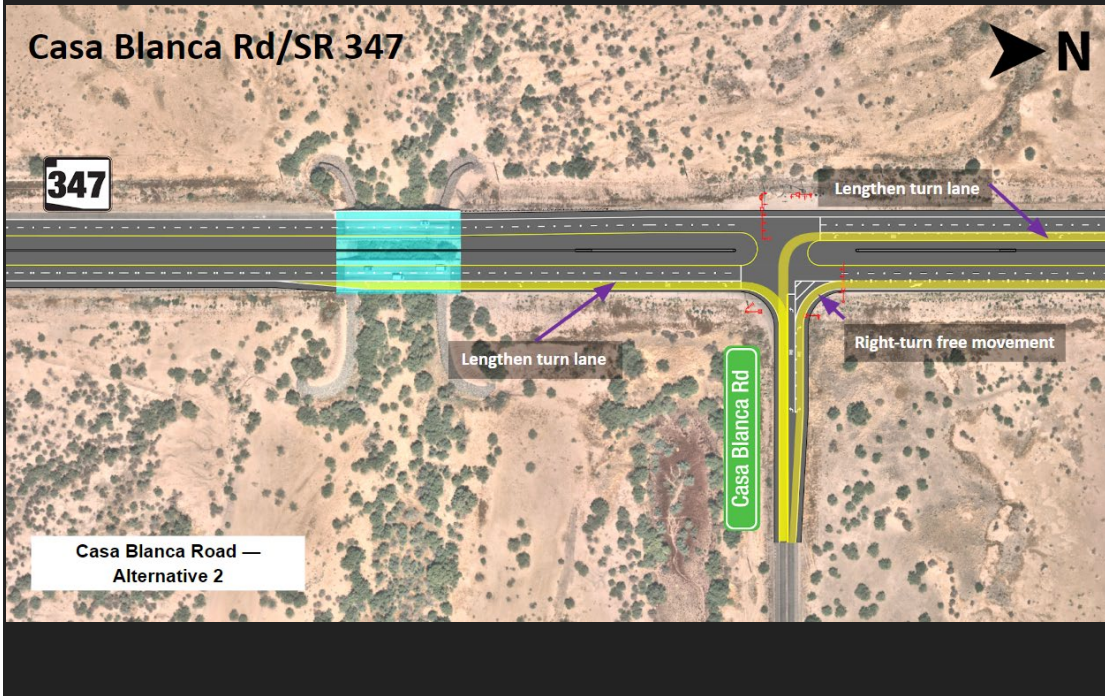 Casa Blanca Rd/SR 347
N
347
Lengthen turn lane
Lengthen turn lane
Right-turn free movement
Casa Blanca Rd
Casa Blanca Road —
Alternative 2